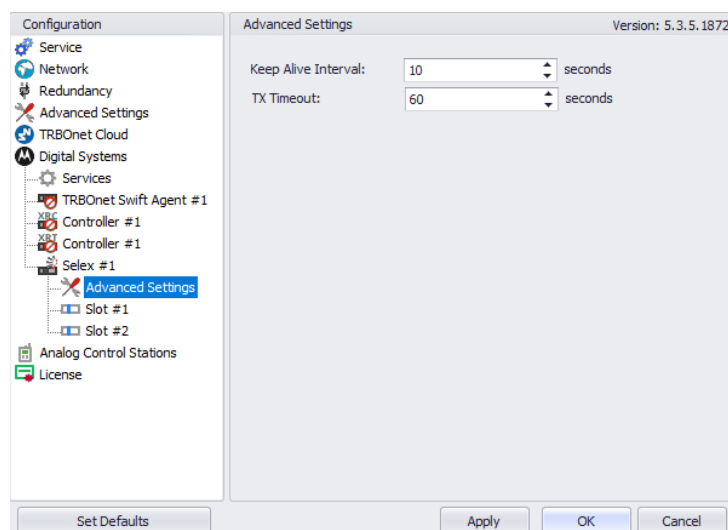 Configuration
Service
Network
Redundancy
Advanced Settings
TRBOnet Cloud
Digital Systems
Services
TRBOnet Swift Agent #1
XRC Controller #1
XRT Controller #1
Selex #1
Advanced Settings
Slot #1
Slot #2
Analog Control Stations
License
Set Defaults
Advanced Settings Version: 5.3.5.1872
Keep Alive Interval: 10 seconds
TX Timeout: 60 seconds
Apply OK Cancel